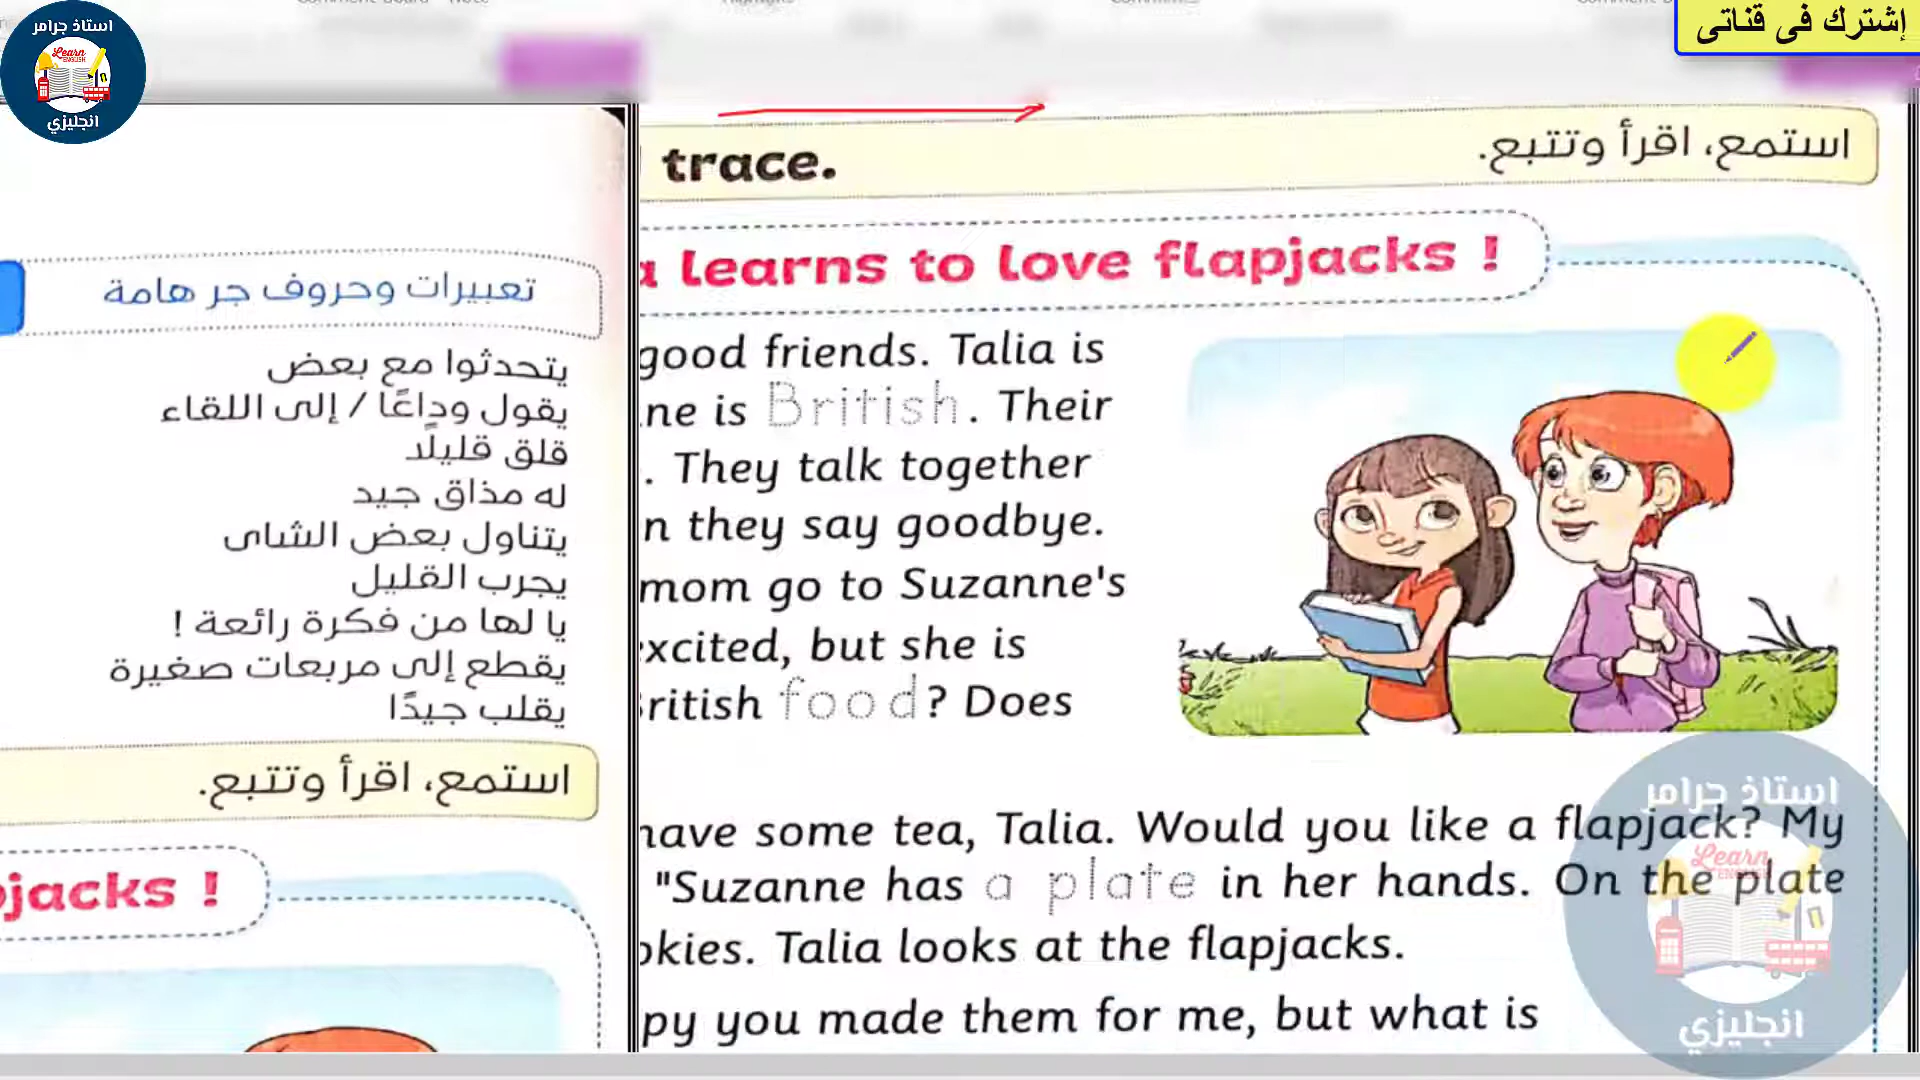 استاذ جرامر
Learn
ENGLISH
انجليزي
إشترك فى قناتى
تعبيرات وحروف جر هامة
يتحدثوا مع بعض
يقول وداعًا / إلى اللقاء
قلق قليلًا
له مذاق جيد
يتناول بعض الشاى
يجرب القليل
يا لها من فكرة رائعة !
يقطع إلى مربعات صغيرة
يقلب جيدًا
استمع، اقرأ وتتبع.
jacks !
trace.
استمع، اقرأ وتتبع.
a learns to love flapjacks !
good friends. Talia is
ne is British. Their
. They talk together
n they say goodbye.
mom go to Suzanne's
xcited, but she is
ritish food? Does
have some tea, Talia. Would you like a flapjack? My
"Suzanne has a plate in her hands. On the plate
okies. Talia looks at the flapjacks.
py you made them for me, but what is
استاذ جرامر
Learn
ENGLISH
انجليزي